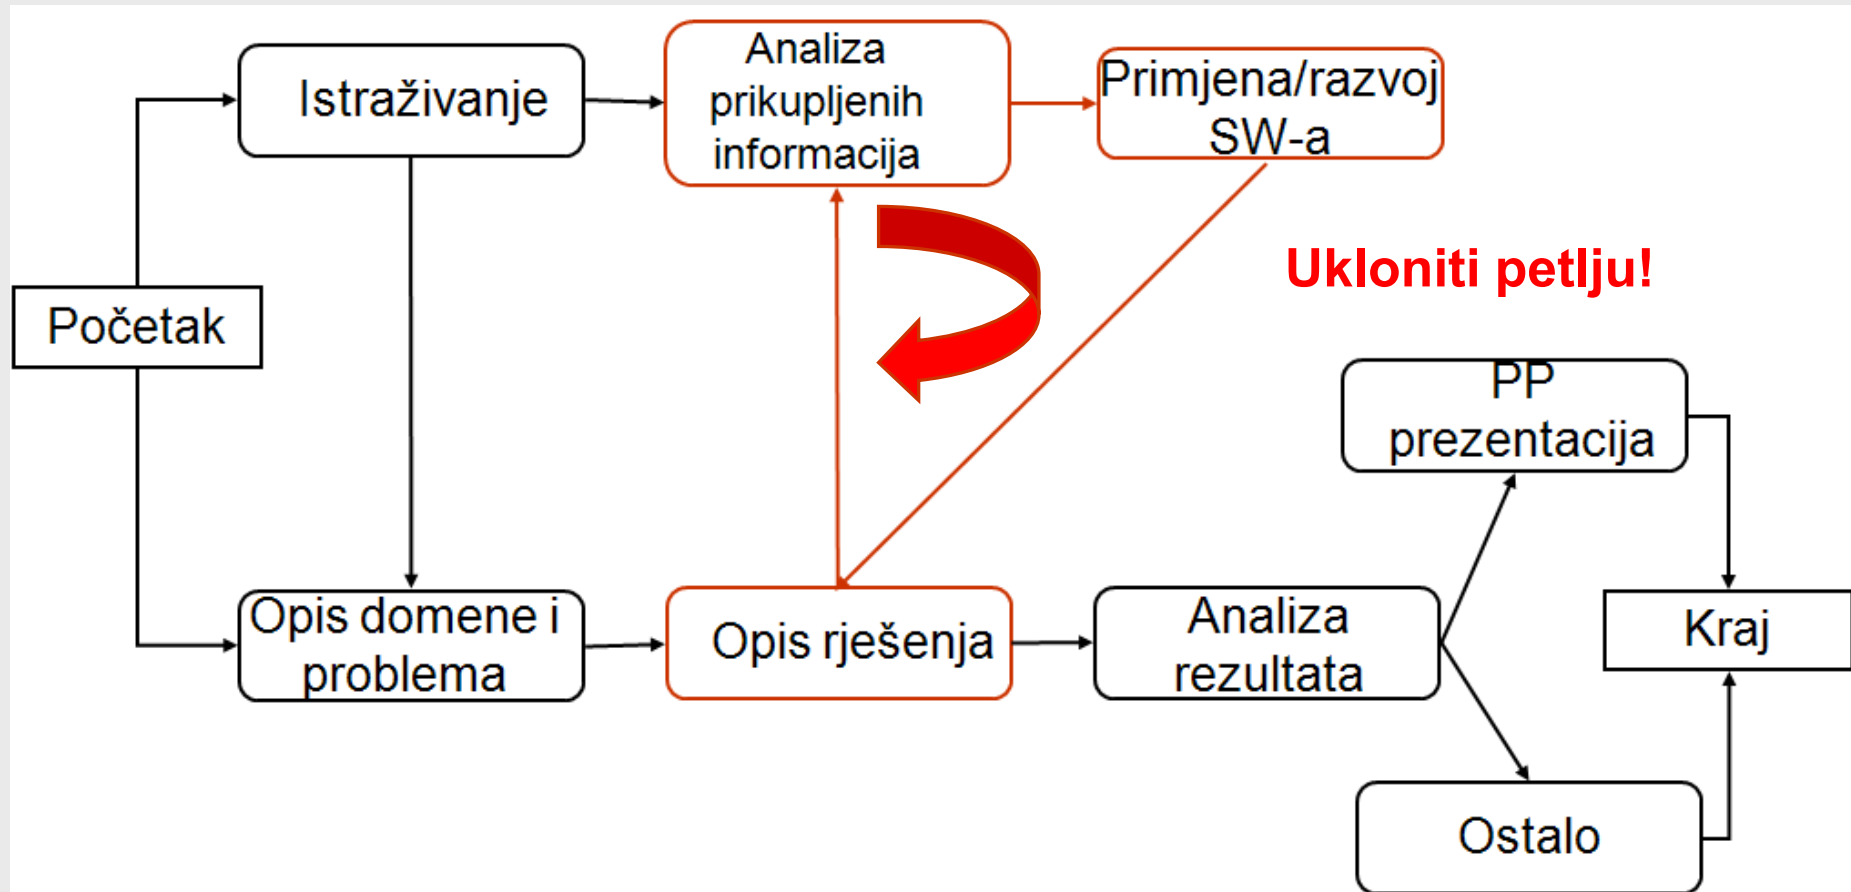 Istraživanje
Analiza
prikupljenih
informacija
Primjena/razvoj
SW-a
Ukloniti petlju!
Početak
PP
prezentacija
Opis domene i
problema
Opis rješenja
Analiza
rezultata
Kraj
Ostalo